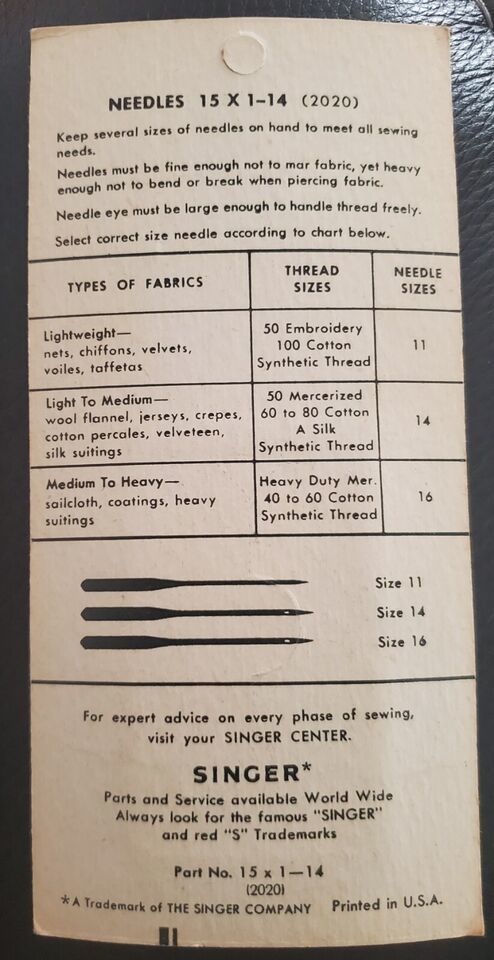 NEEDLES 15 X 1–14 (2020)
Keep several sizes of needles on hand to meet all sewing
needs.
Needles must be fine enough not to mar fabric, yet heavy
enough not to bend or break when piercing fabric.
Needle eye must be large enough to handle thread freely.
Select correct size needle according to chart below.
TYPES OF FABRICS
THREAD
SIZES
NEEDLE
SIZES
Lightweight—
nets, chiffons, velvets,
voiles, taffetas
50 Embroidery
100 Cotton
Synthetic Thread
11
Light To Medium—
wool flannel, jerseys, crepes,
cotton percales, velveteen,
silk suitings
50 Mercerized
60 to 80 Cotton
A Silk
Synthetic Thread
14
Medium To Heavy—
sailcloth, coatings, heavy
suitings
Heavy Duty Mer.
40 to 60 Cotton
Synthetic Thread
16
Size 11
Size 14
Size 16
For expert advice on every phase of sewing,
visit your SINGER CENTER.
SINGER*
Parts and Service available World Wide
Always look for the famous "SINGER"
and red "S" Trademarks
Part No. 15 x 1—14
(2020)
*A Trademark of THE SINGER COMPANY Printed in U.S.A.